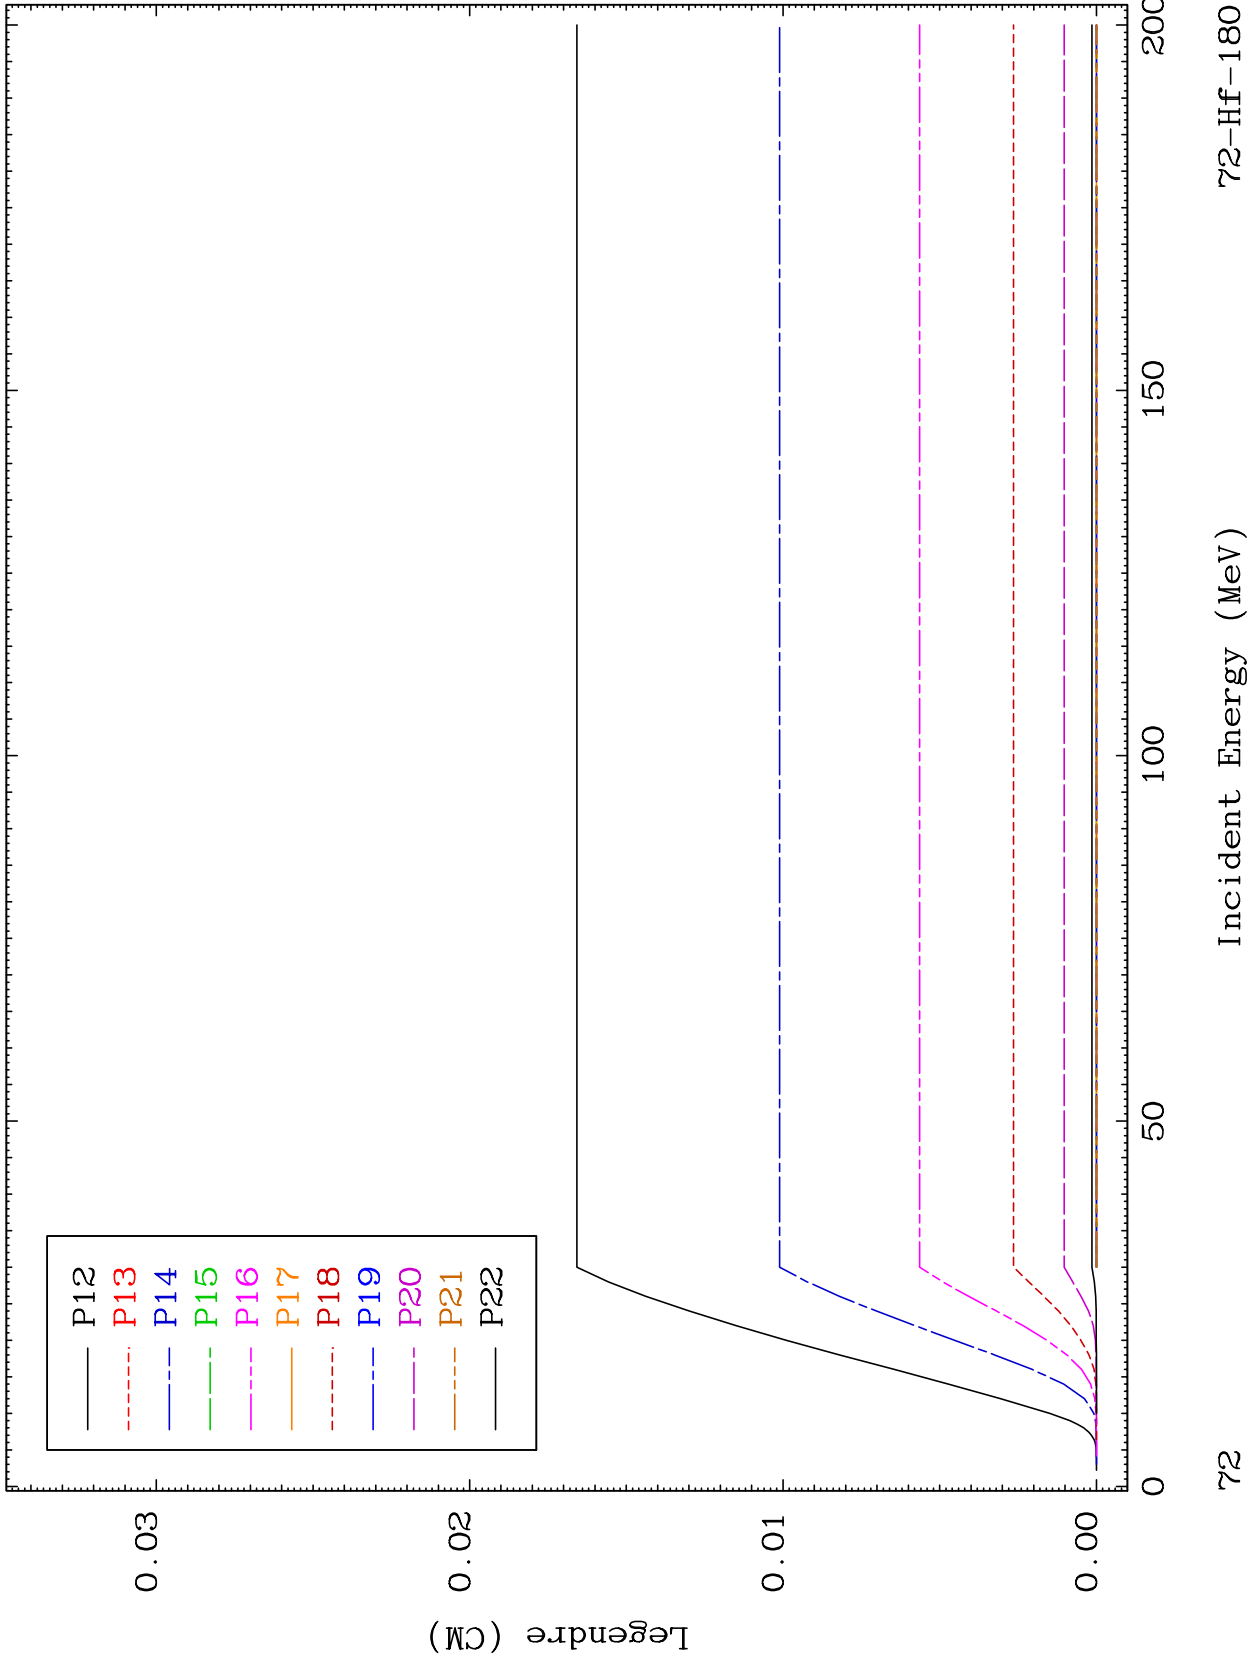 P12
P13
P14
P15
P16
P17
P18
P19
P20
P21
P22
Legendre (CM)
0.03
0.02
0.01
0.00
0
50
100
150
200
72
Incident Energy (MeV)
72-Hf-180